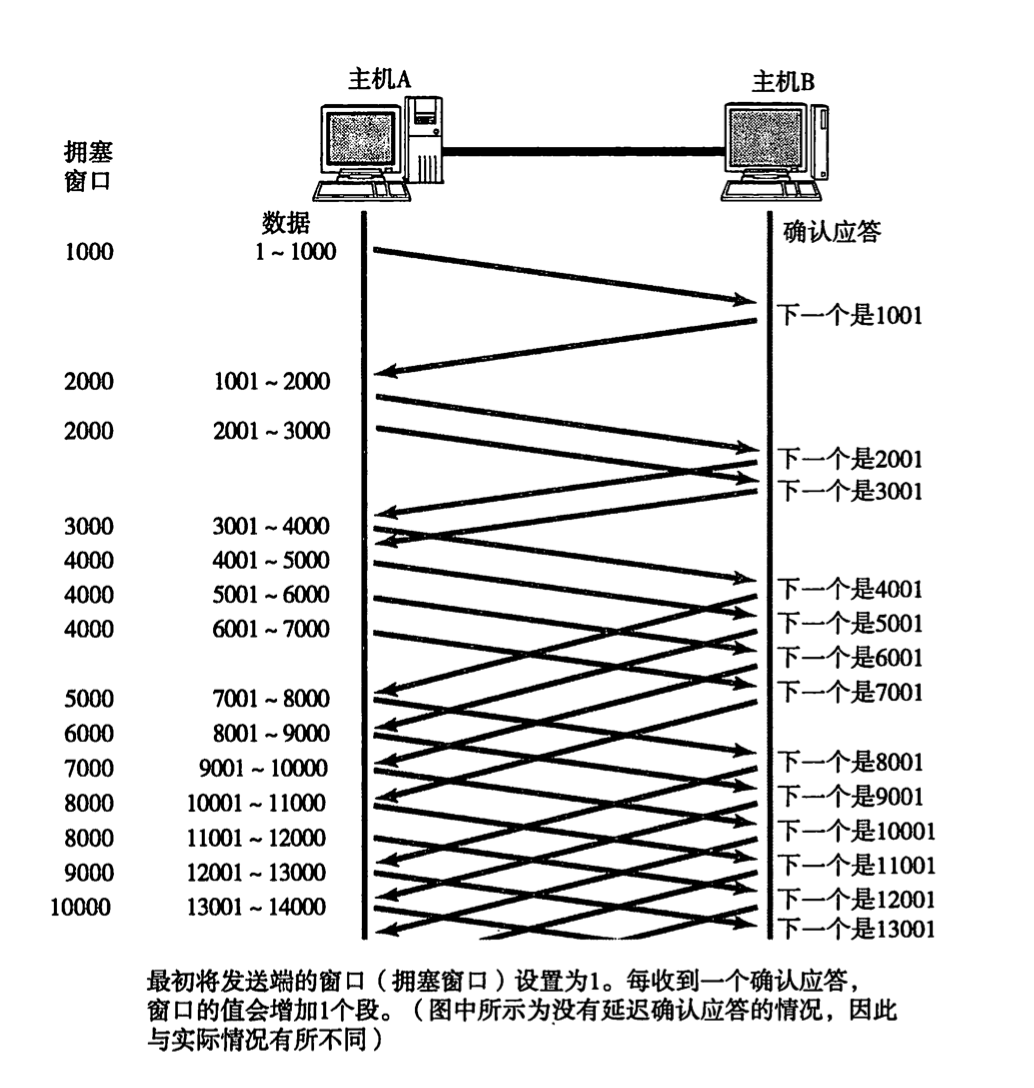 主机A
主机B
拥塞
窗口
数据
确认应答
1000 1~1000
下一个是1001
2000 1001~2000
2000 2001~3000
下一个是2001
下一个是3001
3000 3001~4000
4000 4001~5000
4000 5001~6000
4000 6001~7000
下一个是4001
下一个是5001
下一个是6001
下一个是7001
5000 7001~8000
6000 8001~9000
7000 9001~10000
8000 10001~11000
8000 11001~12000
9000 12001~13000
10000 13001~14000
下一个是8001
下一个是9001
下一个是10001
下一个是11001
下一个是12001
下一个是13001
最初将发送端的窗口（拥塞窗口）设置为1。每收到一个确认应答，
窗口的值会增加1个段。（图中所示为没有延迟确认应答的情况，因此
与实际情况有所不同）